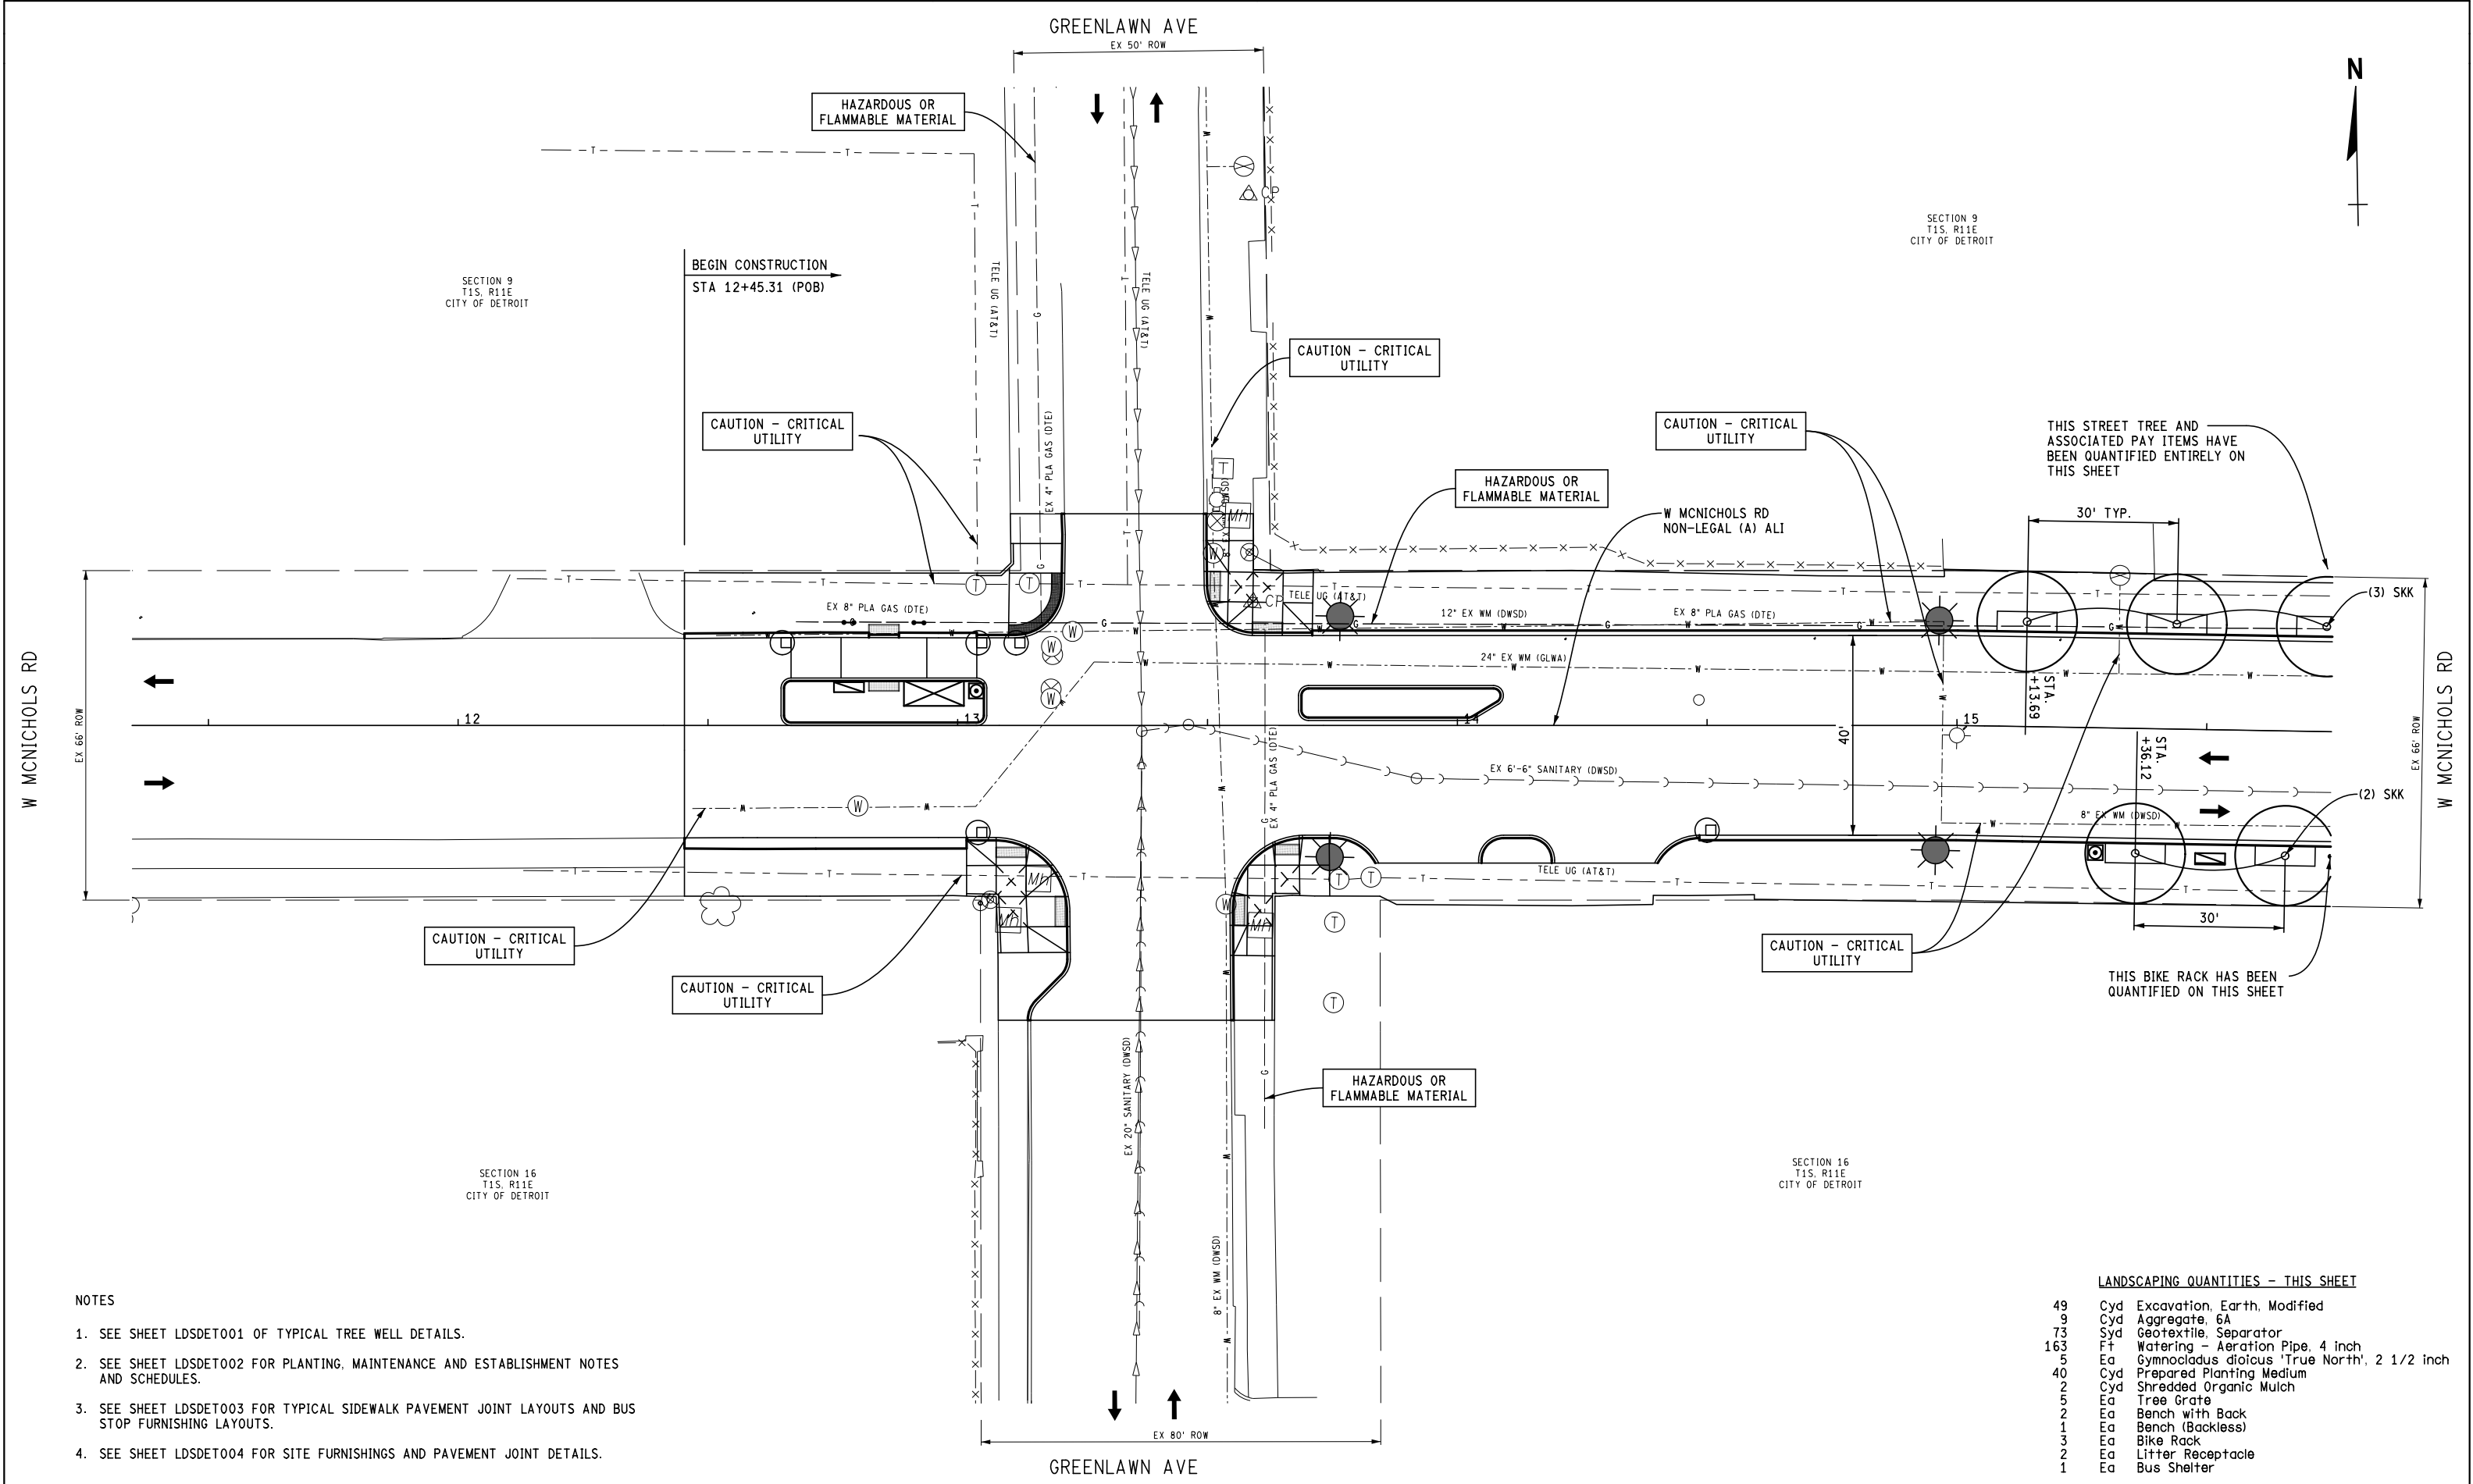 GREENLAWN AVE
EX 50' ROW
N
HAZARDOUS OR
FLAMMABLE MATERIAL
T
T
CP
SECTION 9
T1S, R11E
CITY OF DETROIT
SECTION 9
T1S, R11E
CITY OF DETROIT
BEGIN CONSTRUCTION
STA 12+45.31 (POB)
TELE UG (AT&T)
TELE UG (AT&T)
CAUTION - CRITICAL
UTILITY
CAUTION - CRITICAL
UTILITY
CAUTION - CRITICAL
UTILITY
EX 4" PLA GAS (DTE)
THIS STREET TREE AND
ASSOCIATED PAY ITEMS HAVE
BEEN QUANTIFIED ENTIRELY ON
THIS SHEET
HAZARDOUS OR
FLAMMABLE MATERIAL
W MCNICHOLS RD
NON-LEGAL (A) ALI
30' TYP.
T
Mh
W
T
T
CP
TELE UG (AT&T)
EX 8" PLA GAS (DTE)
12" EX WM (DWSD)
EX 8" PLA GAS (DTE)
(3) SKK
24" EX WM (GLWA)
W MCNICHOLS RD
EX 66' ROW
12
13
14
15
STA.
+13.69
40'
STA.
+36.12
EX 66' ROW
W MCNICHOLS RD
EX 4" PLA GAS (DTE)
EX 6'-6" SANITARY (DWSD)
(2) SKK
8" EX WM (DWSD)
TELE UG (AT&T)
Mh
Mh
Mh
T
T
T
T
30'
CAUTION - CRITICAL
UTILITY
CAUTION - CRITICAL
UTILITY
CAUTION - CRITICAL
UTILITY
THIS BIKE RACK HAS BEEN
QUANTIFIED ON THIS SHEET
EX 20" SANITARY (DWSD)
HAZARDOUS OR
FLAMMABLE MATERIAL
SECTION 16
T1S, R11E
CITY OF DETROIT
SECTION 16
T1S, R11E
CITY OF DETROIT
8" EX WM (DWSD)
EX 80' ROW
GREENLAWN AVE
NOTES
1. SEE SHEET LDSDET001 OF TYPICAL TREE WELL DETAILS.
2. SEE SHEET LDSDET002 FOR PLANTING, MAINTENANCE AND ESTABLISHMENT NOTES
AND SCHEDULES.
3. SEE SHEET LDSDET003 FOR TYPICAL SIDEWALK PAVEMENT JOINT LAYOUTS AND BUS
STOP FURNISHING LAYOUTS.
4. SEE SHEET LDSDET004 FOR SITE FURNISHINGS AND PAVEMENT JOINT DETAILS.
LANDSCAPING QUANTITIES - THIS SHEET
49 Cyd Excavation, Earth, Modified
9 Cyd Aggregate, 6A
73 Syd Geotextile, Separator
163 Ft Watering - Aeration Pipe, 4 inch
5 Ea Gymnocladus dioicus 'True North', 2 1/2 inch
40 Cyd Prepared Planting Medium
2 Cyd Shredded Organic Mulch
5 Ea Tree Grate
2 Ea Bench with Back
1 Ea Bench (Backless)
3 Ea Bike Rack
2 Ea Litter Receptacle
1 Ea Bus Shelter